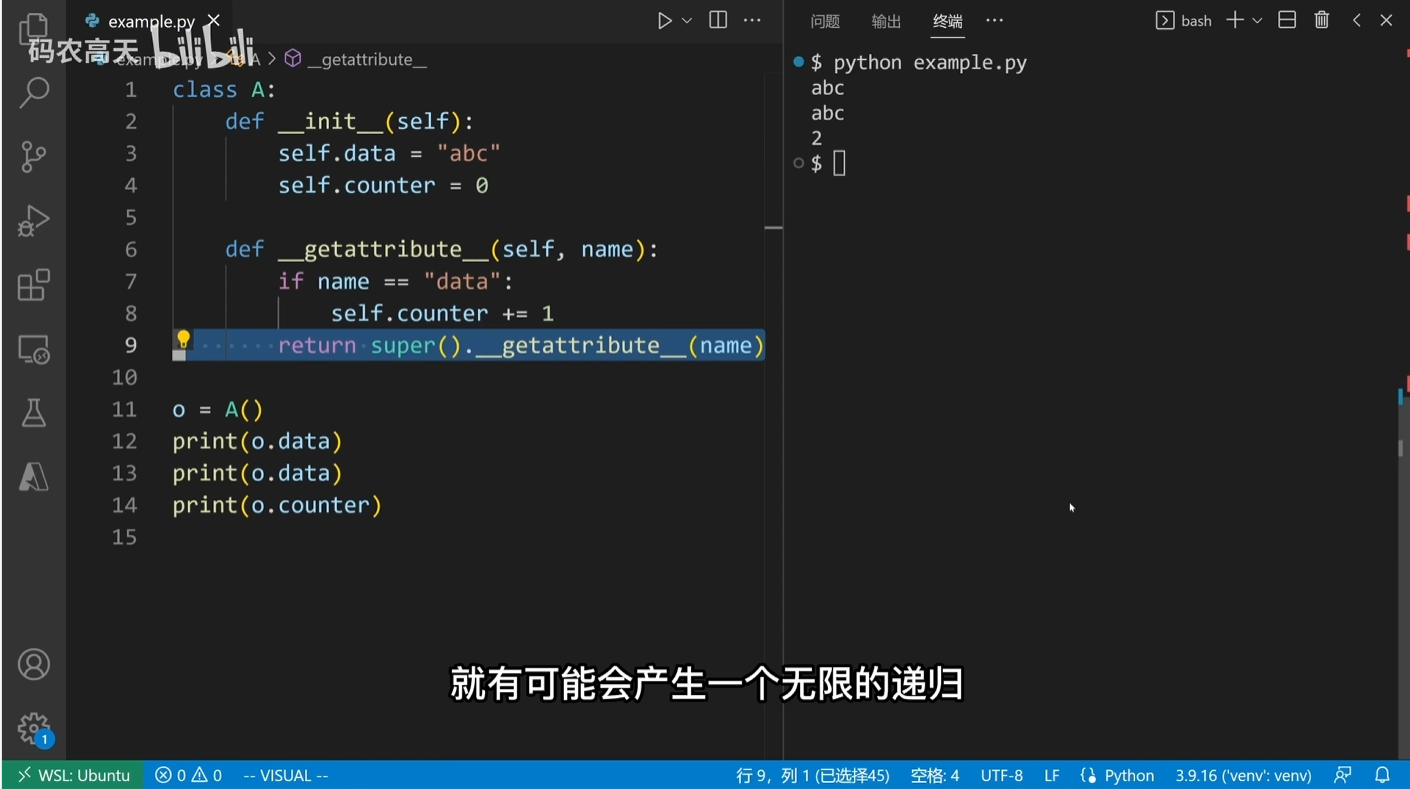 example.py
问题 输出 终端 ··· bash
码农高天 bilibili
example.py > A > __getattribute__
1 class A:
2     def __init__(self):
3         self.data = "abc"
4         self.counter = 0
5
6     def __getattribute__(self, name):
7         if name == "data":
8             self.counter += 1
9         return super().__getattribute__(name)
10
11 o = A()
12 print(o.data)
13 print(o.data)
14 print(o.counter)
15
$ python example.py
abc
abc
2
$
就有可能会产生一个无限的递归
1
WSL: Ubuntu 0 0 -- VISUAL -- 行 9，列 1 (已选择45) 空格: 4 UTF-8 LF Python 3.9.16 ('venv': venv)